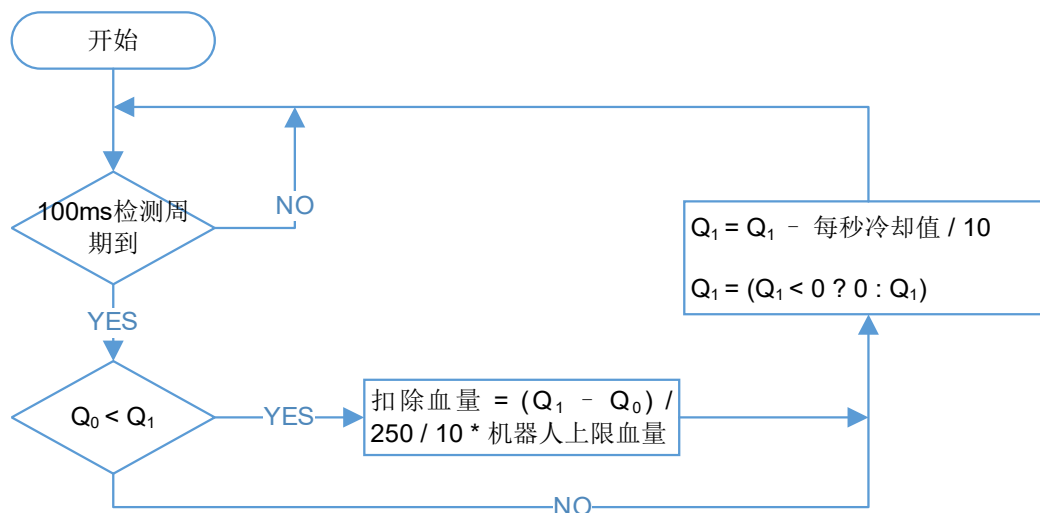 开始
100ms检测周
期到
NO
YES
Q₀ < Q₁
YES
扣除血量 = (Q₁ － Q₀) /
250 / 10 * 机器人上限血量
NO
Q₁ = Q₁ － 每秒冷却值 / 10
Q₁ = (Q₁ < 0 ? 0 : Q₁)